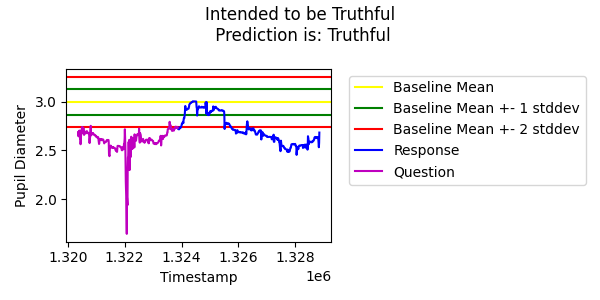 Intended to be Truthful
Prediction is: Truthful
Pupil Diameter
3.0
2.5
2.0
1.320 1.322 1.324 1.326 1.328
1e6
Timestamp
Baseline Mean
Baseline Mean +- 1 stddev
Baseline Mean +- 2 stddev
Response
Question